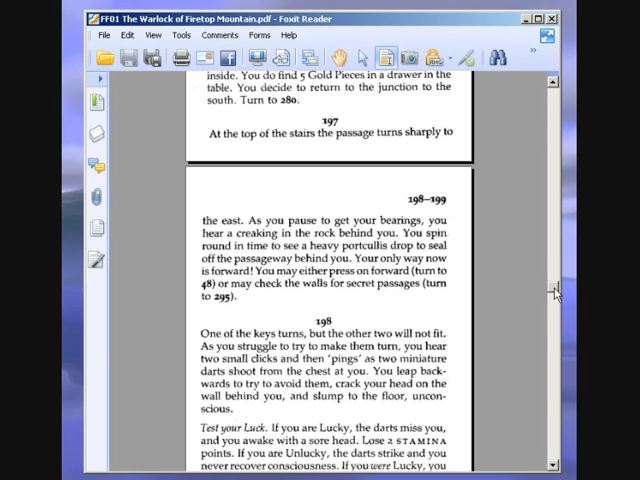 FF01 The Warlock of Firetop Mountain.pdf - Foxit Reader
File Edit View Tools Comments Forms Help
inside. You do find 5 Gold Pieces in a drawer in the
table. You decide to return to the junction to the
south. Turn to 280.
197
At the top of the stairs the passage turns sharply to
198–199
the east. As you pause to get your bearings, you
hear a creaking in the rock behind you. You spin
round in time to see a heavy portcullis drop to seal
off the passageway behind you. Your only way now
is forward! You may either press on forward (turn to
48) or may check the walls for secret passages (turn
to 295).
198
One of the keys turns, but the other two will not fit.
As you struggle to try to make them turn, you hear
two small clicks and then 'pings' as two miniature
darts shoot from the chest at you. You leap back-
wards to try to avoid them, crack your head on the
wall behind you, and slump to the floor, uncon-
scious.
Test your Luck. If you are Lucky, the darts miss you,
and you awake with a sore head. Lose 2 STAMINA
points. If you are Unlucky, the darts strike and you
never recover consciousness. If you were Lucky, you